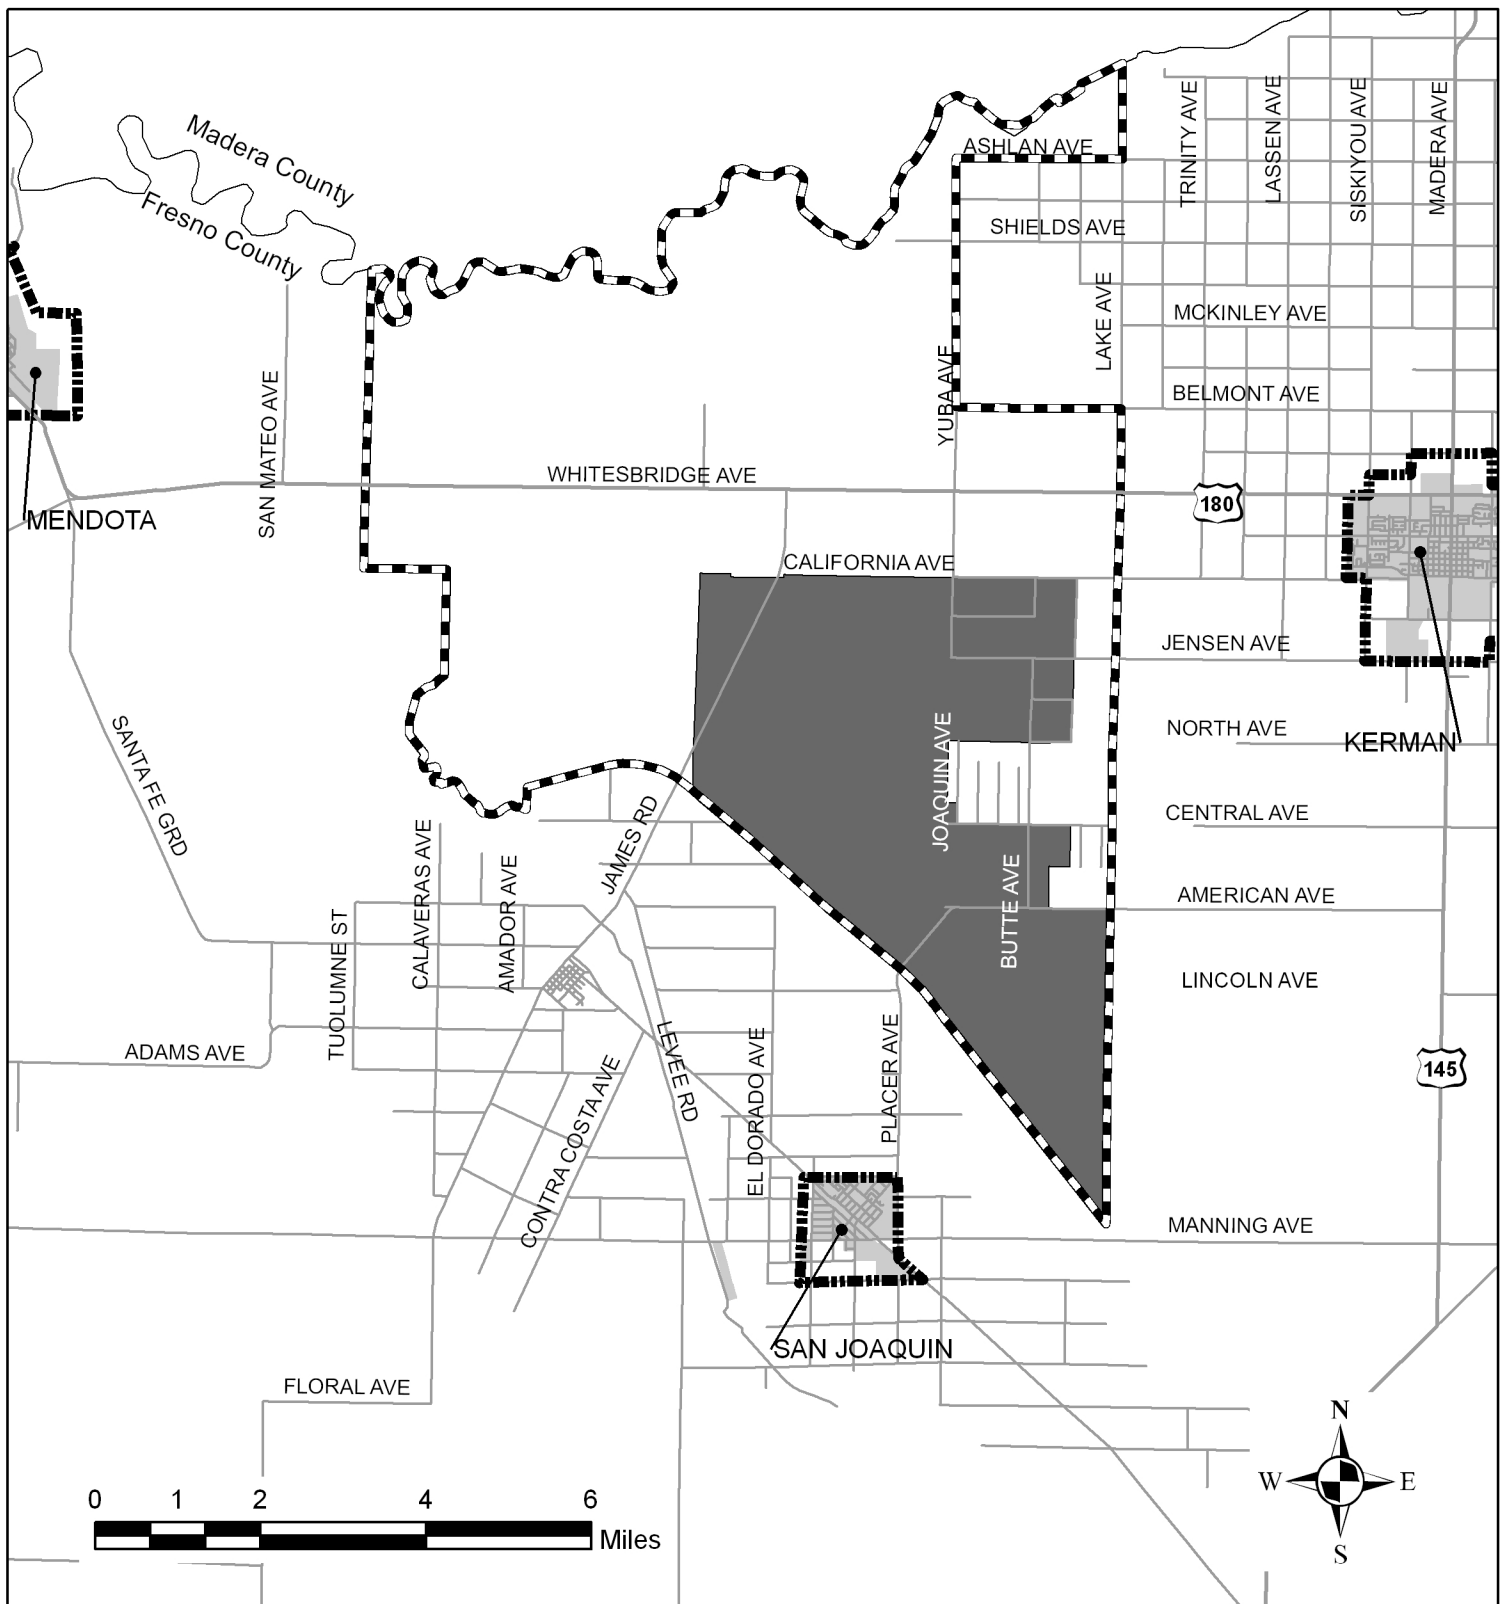 Madera County
Fresno County
ASHLAN AVE
TRINITY AVE
LASSEN AVE
SISKIYOU AVE
MADERA AVE
SHIELDS AVE
LAKE AVE
MCKINLEY AVE
YUBA AVE
BELMONT AVE
SAN MATEO AVE
WHITESBRIDGE AVE
180
MENDOTA
CALIFORNIA AVE
JENSEN AVE
NORTH AVE
KERMAN
SANTA FE GRD
JOAQUIN AVE
CENTRAL AVE
JAMES RD
CALAVERAS AVE
AMADOR AVE
BUTTE AVE
AMERICAN AVE
TUOLUMNE ST
LINCOLN AVE
ADAMS AVE
LEVEE RD
EL DORADO AVE
PLACER AVE
145
CONTRA COSTA AVE
MANNING AVE
SAN JOAQUIN
FLORAL AVE
N
W E
S
0 1 2 4 6
Miles